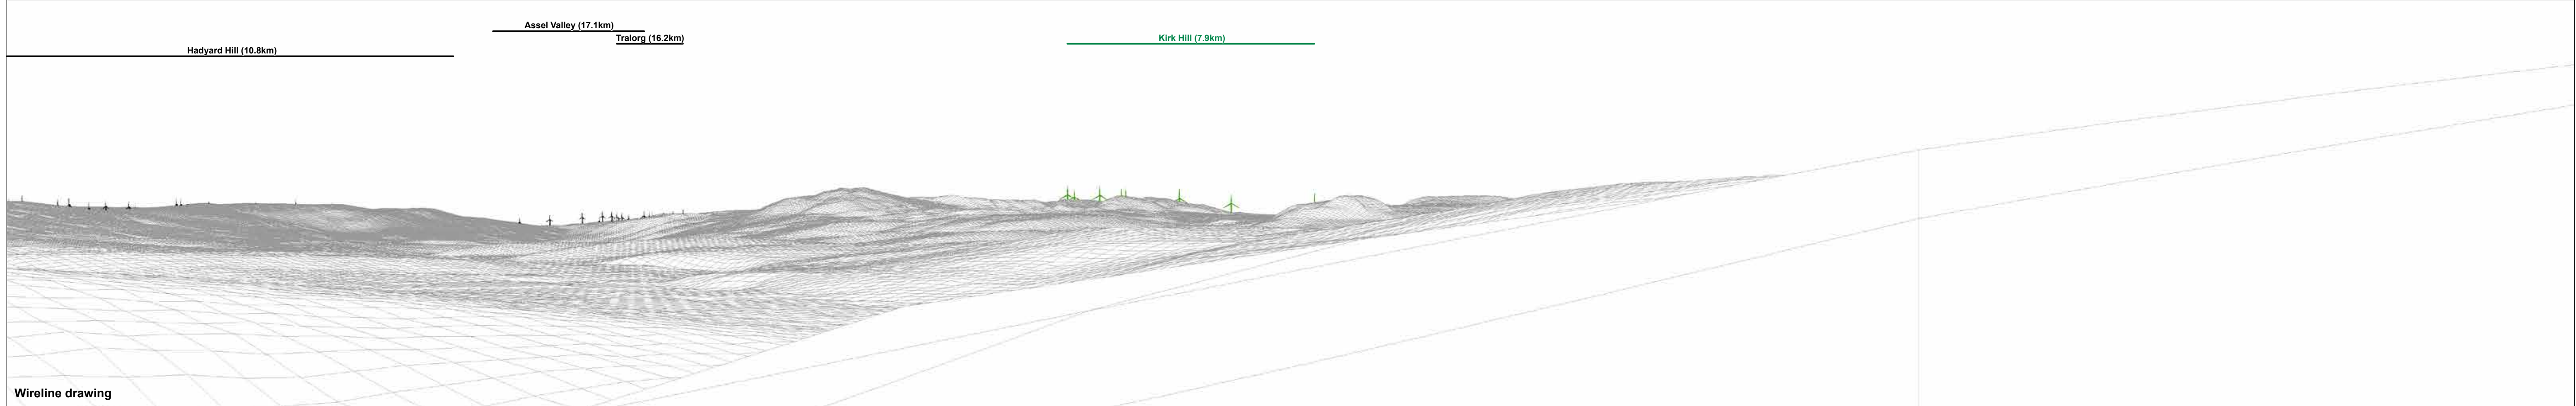 Assel Valley (17.1km)
Tralorg (16.2km)
Kirk Hill (7.9km)
Hadyard Hill (10.8km)
Wireline drawing